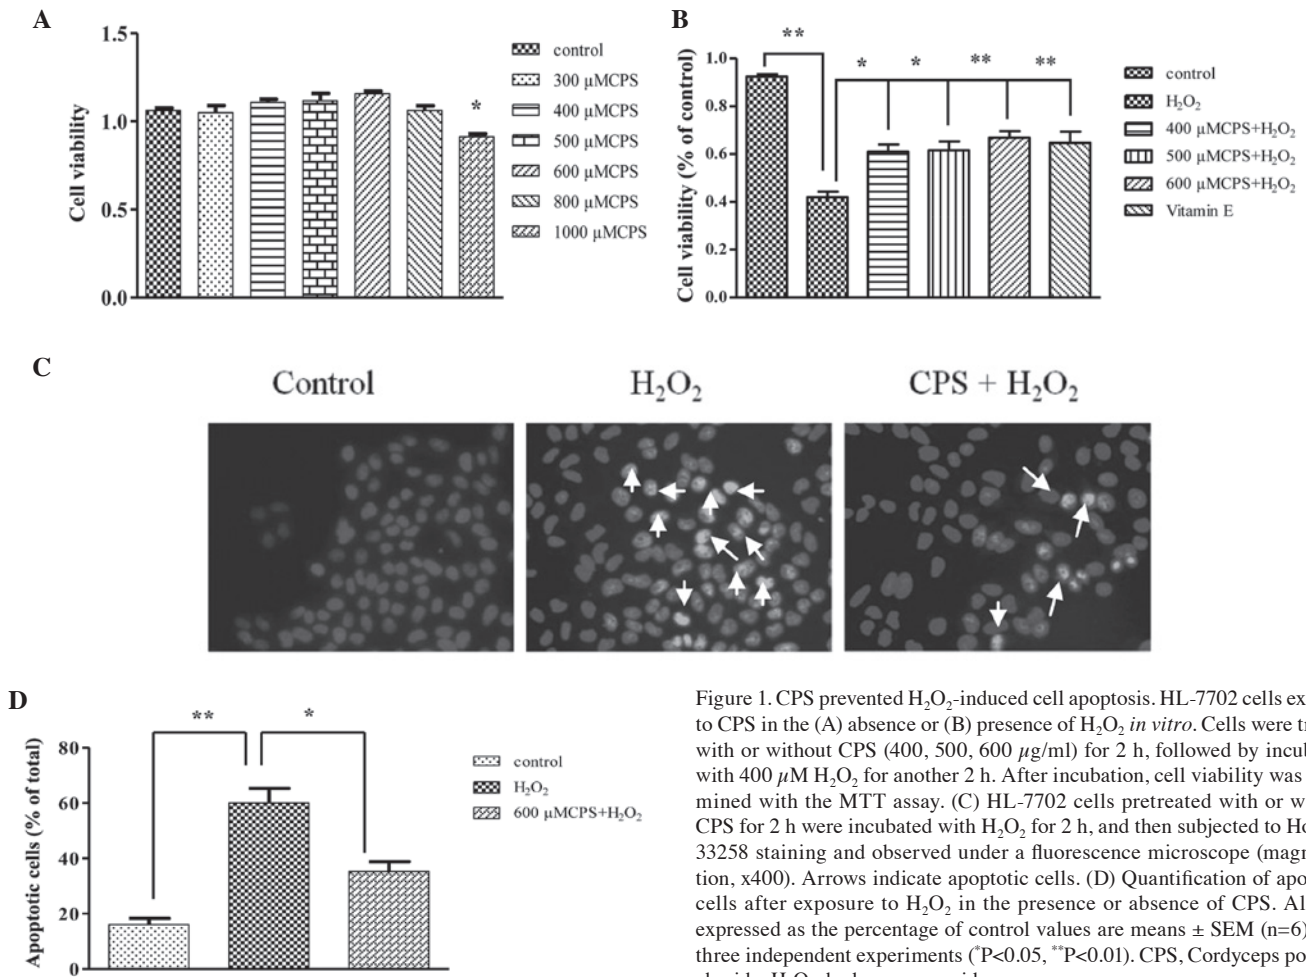 A
1.5
1.0
0.5
0.0
Cell viability
*
control
300 µMCPS
400 µMCPS
500 µMCPS
600 µMCPS
800 µMCPS
1000 µMCPS
B
1.0
0.8
0.6
0.4
0.2
0.0
Cell viability (% of control)
**
*
*
**
**
control
H₂O₂
400 µMCPS+H₂O₂
500 µMCPS+H₂O₂
600 µMCPS+H₂O₂
Vitamin E
C
Control
H₂O₂
CPS + H₂O₂
D
80
60
40
20
0
Apoptotic cells (% of total)
**
*
control
H₂O₂
600 µMCPS+H₂O₂
Figure 1. CPS prevented H₂O₂-induced cell apoptosis. HL-7702 cells ex
to CPS in the (A) absence or (B) presence of H₂O₂ in vitro. Cells were tr
with or without CPS (400, 500, 600 µg/ml) for 2 h, followed by incub
with 400 µM H₂O₂ for another 2 h. After incubation, cell viability was
mined with the MTT assay. (C) HL-7702 cells pretreated with or w
CPS for 2 h were incubated with H₂O₂ for 2 h, and then subjected to Ho
33258 staining and observed under a fluorescence microscope (magn
tion, x400). Arrows indicate apoptotic cells. (D) Quantification of apo
cells after exposure to H₂O₂ in the presence or absence of CPS. Al
expressed as the percentage of control values are means ± SEM (n=6)
three independent experiments (*P<0.05, **P<0.01). CPS, Cordyceps po